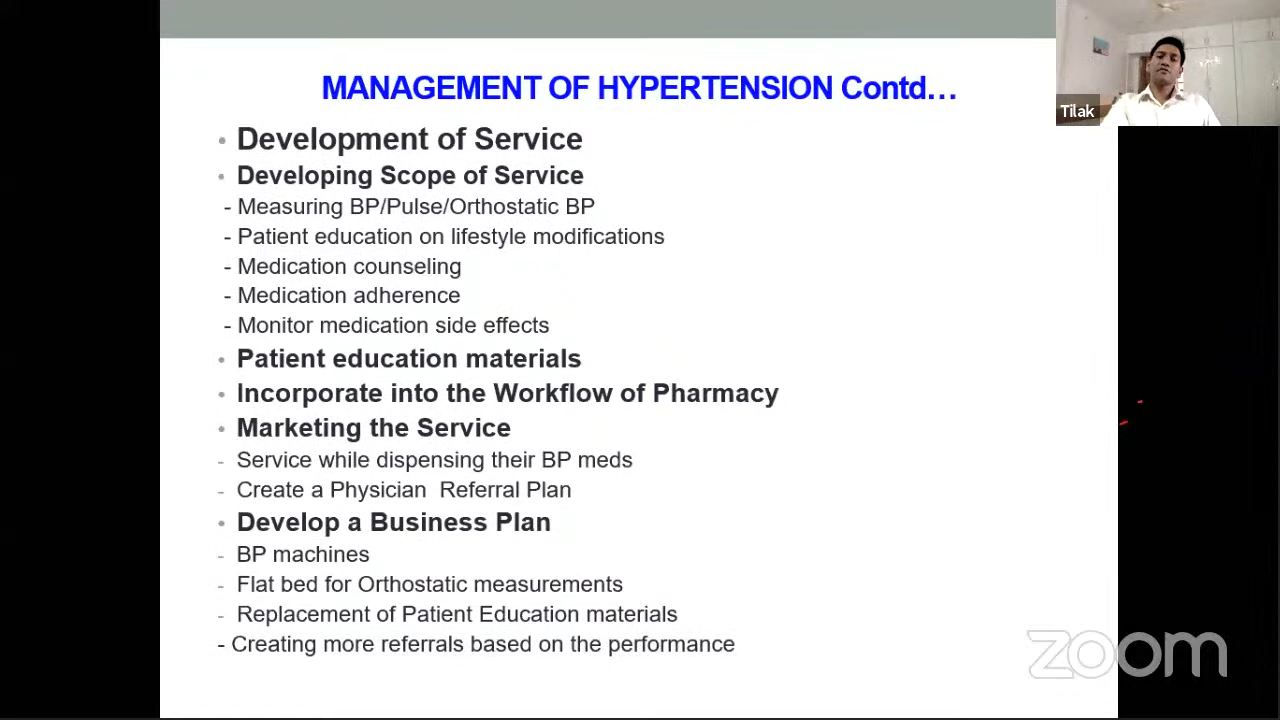 MANAGEMENT OF HYPERTENSION Contd…
Tilak
• Development of Service
• Developing Scope of Service
- Measuring BP/Pulse/Orthostatic BP
- Patient education on lifestyle modifications
- Medication counseling
- Medication adherence
- Monitor medication side effects
• Patient education materials
• Incorporate into the Workflow of Pharmacy
• Marketing the Service
- Service while dispensing their BP meds
- Create a Physician  Referral Plan
• Develop a Business Plan
- BP machines
- Flat bed for Orthostatic measurements
- Replacement of Patient Education materials
- Creating more referrals based on the performance
zoom